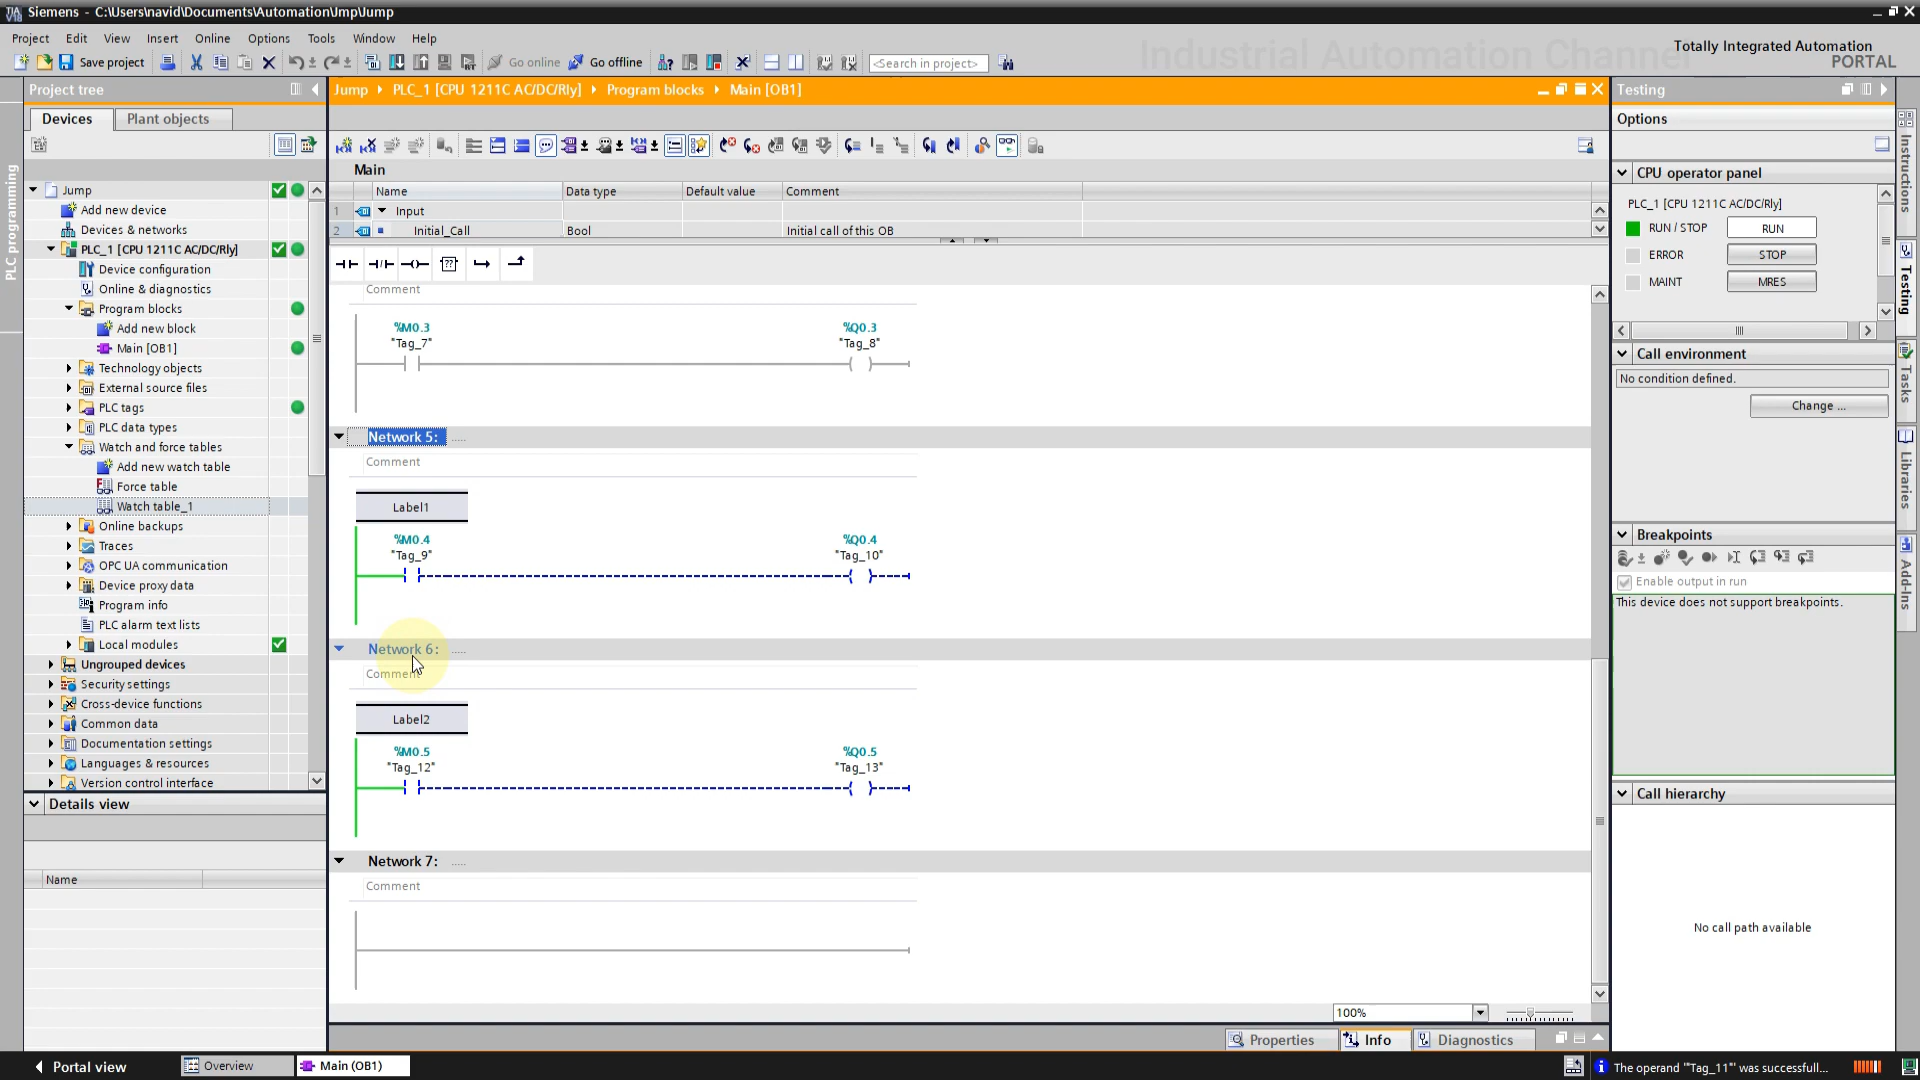 Siemens - C:\Users\navid\Documents\Automation\Jmp\Jump
Project Edit View Insert Online Options Tools Window Help
Industrial Automation Channel
Totally Integrated Automation
PORTAL
Save project
Go online
Go offline
<Search in project>
Project tree
Jump
PLC_1 [CPU 1211C AC/DC/Rly]
Program blocks
Main [OB1]
Testing
Devices
Plant objects
Options
PLC programming
Main
Name
Data type
Default value
Comment
1
Input
2
Initial_Call
Bool
Initial call of this OB
??
Jump
Add new device
Devices & networks
PLC_1 [CPU 1211C AC/DC/Rly]
Device configuration
Online & diagnostics
Program blocks
Add new block
Main [OB1]
Technology objects
External source files
PLC tags
PLC data types
Watch and force tables
Add new watch table
Force table
Watch table_1
Online backups
Traces
OPC UA communication
Device proxy data
Program info
PLC alarm text lists
Local modules
Ungrouped devices
Security settings
Cross-device functions
Common data
Documentation settings
Languages & resources
Version control interface
Details view
Name
Comment
%M0.3
"Tag_7"
%Q0.3
"Tag_8"
Network 5: .....
Comment
Label1
%M0.4
"Tag_9"
%Q0.4
"Tag_10"
Network 6: .....
Comment
Label2
%M0.5
"Tag_12"
%Q0.5
"Tag_13"
Network 7: .....
Comment
100%
Properties
Info
Diagnostics
CPU operator panel
PLC_1 [CPU 1211C AC/DC/Rly]
RUN / STOP
RUN
ERROR
STOP
MAINT
MRES
Call environment
No condition defined.
Change ...
Breakpoints
Enable output in run
This device does not support breakpoints.
Call hierarchy
No call path available
Instructions
Testing
Tasks
Libraries
Add-Ins
Portal view
Overview
Main (OB1)
The operand '"Tag_11"' was successfull...